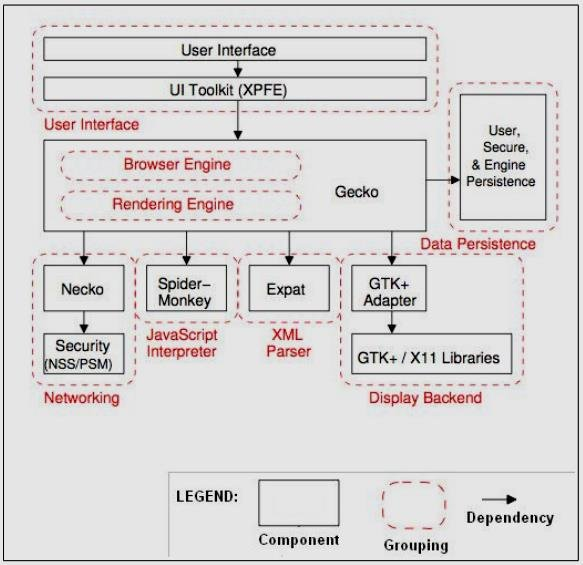 User Interface
UI Toolkit (XPFE)
User Interface
User,
Secure,
& Engine
Persistence
Data Persistence
Browser Engine
Rendering Engine
Gecko
Necko
Security
(NSS/PSM)
Networking
Spider-
Monkey
JavaScript
Interpreter
Expat
XML
Parser
GTK+
Adapter
GTK+ / X11 Libraries
Display Backend
LEGEND:
Component
Grouping
Dependency